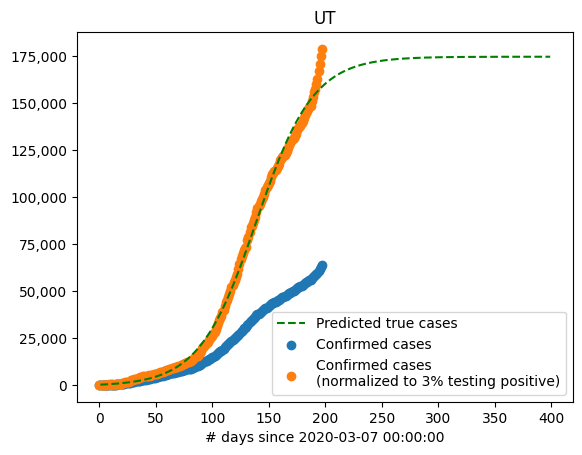 UT
175,000
150,000
125,000
100,000
75,000
50,000
25,000
0
Predicted true cases
Confirmed cases
Confirmed cases
(normalized to 3% testing positive)
0 50 100 150 200 250 300 350 400
# days since 2020-03-07 00:00:00